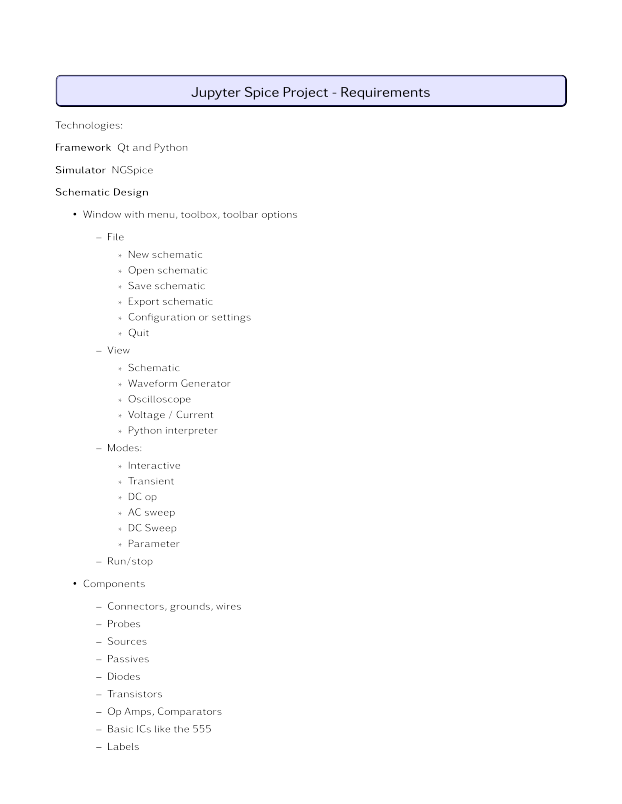 Jupyter Spice Project - Requirements
Technologies:
Framework Qt and Python
Simulator NGSpice
Schematic Design
• Window with menu, toolbox, toolbar options
– File
* New schematic
* Open schematic
* Save schematic
* Export schematic
* Configuration or settings
* Quit
– View
* Schematic
* Waveform Generator
* Oscilloscope
* Voltage / Current
* Python interpreter
– Modes:
* Interactive
* Transient
* DC op
* AC sweep
* DC Sweep
* Parameter
– Run/stop
• Components
– Connectors, grounds, wires
– Probes
– Sources
– Passives
– Diodes
– Transistors
– Op Amps, Comparators
– Basic ICs like the 555
– Labels